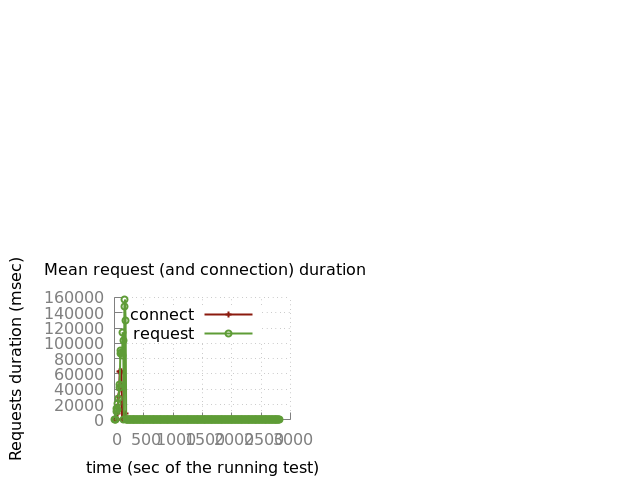 Mean request (and connection) duration
Requests duration (msec)
160000
140000
120000
100000
80000
60000
40000
20000
0
connect
request
0 500 1000 1500 2000 2500 3000
time (sec of the running test)